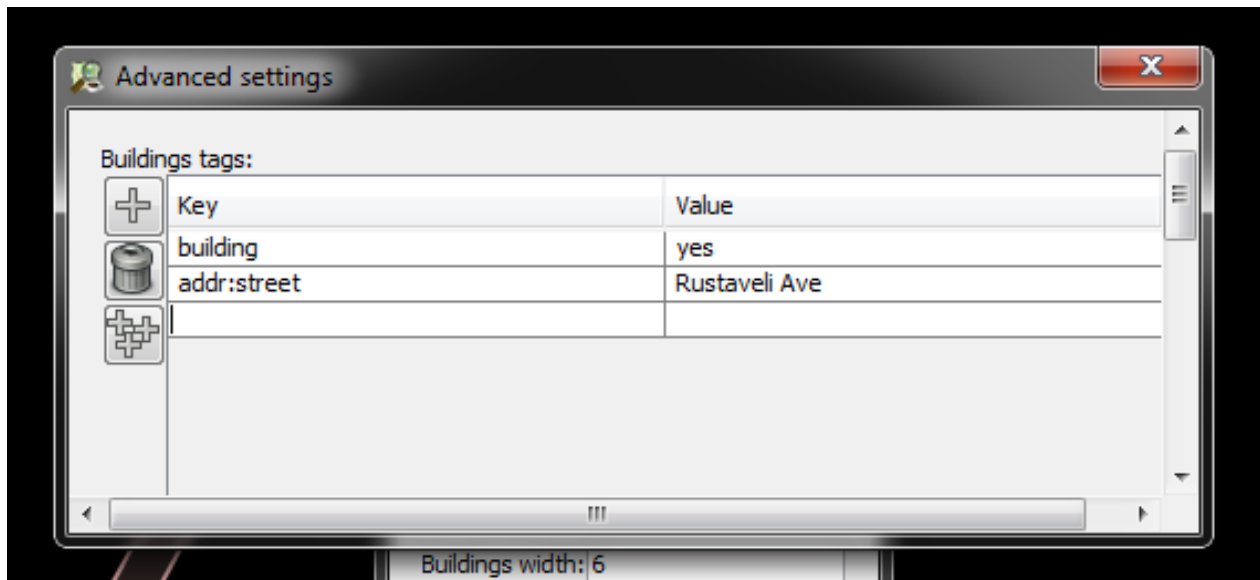 Advanced settings
Buildings tags:
Key Value
building yes
addr:street Rustaveli Ave
Buildings width: 6